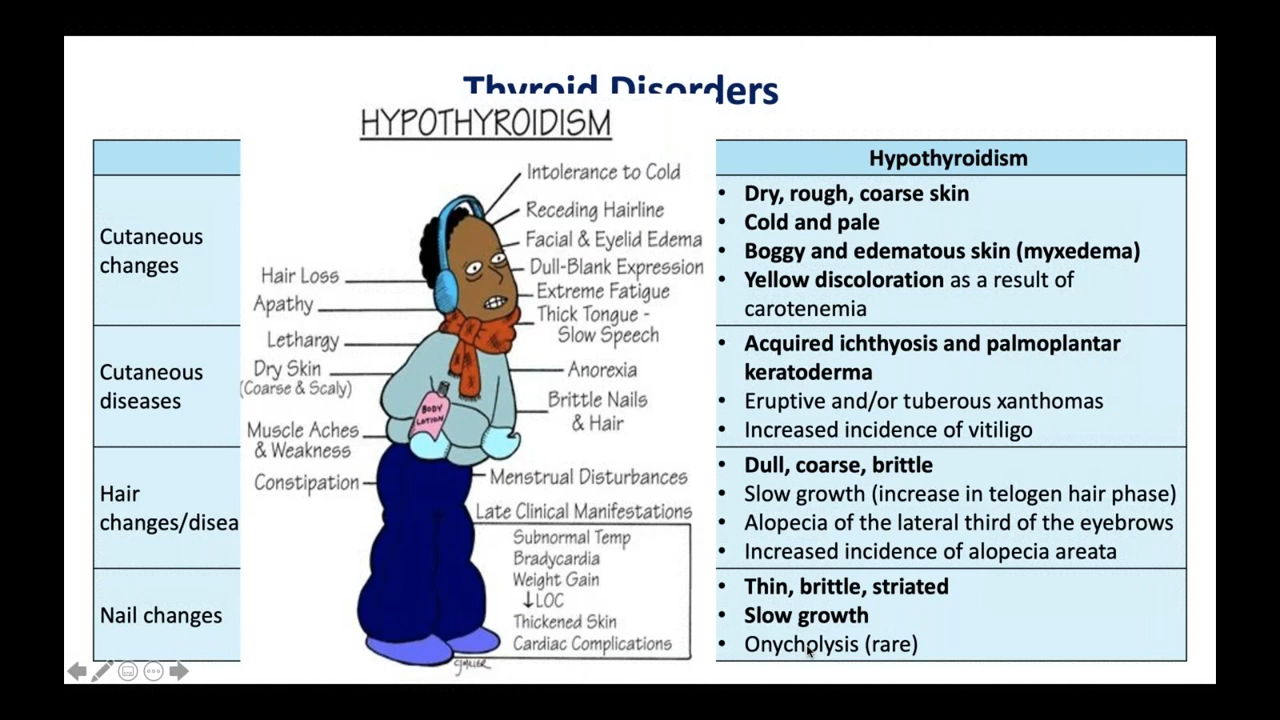 Thyroid Disorders
HYPOTHYROIDISM
Intolerance to Cold
Receding Hairline
Facial & Eyelid Edema
Dull-Blank Expression
Extreme Fatigue
Thick Tongue -
Slow Speech
Anorexia
Brittle Nails
& Hair
Menstrual Disturbances
Hair Loss
Apathy
Lethargy
Dry Skin
(Coarse & Scaly)
Muscle Aches
& Weakness
Constipation
BODY
LOTION
Late Clinical Manifestations
Subnormal Temp
Bradycardia
Weight Gain
↓LOC
Thickened Skin
Cardiac Complications
CJMILLER
Hypothyroidism
Cutaneous
changes
• Dry, rough, coarse skin
• Cold and pale
• Boggy and edematous skin (myxedema)
• Yellow discoloration as a result of
carotenemia
Cutaneous
diseases
• Acquired ichthyosis and palmoplantar
keratoderma
• Eruptive and/or tuberous xanthomas
• Increased incidence of vitiligo
Hair
changes/disea
• Dull, coarse, brittle
• Slow growth (increase in telogen hair phase)
• Alopecia of the lateral third of the eyebrows
• Increased incidence of alopecia areata
Nail changes
• Thin, brittle, striated
• Slow growth
• Onycholysis (rare)